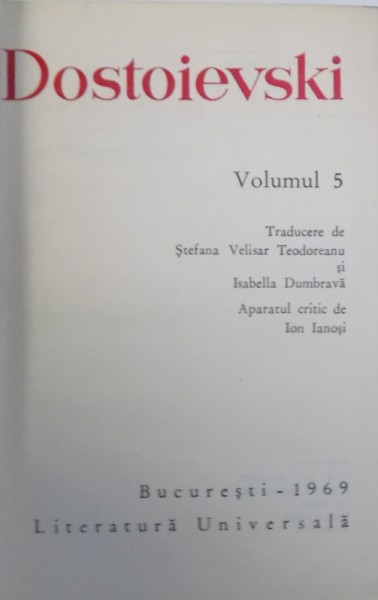 Dostoievski
Volumul 5
Traducere de
Ștefana Velisar Teodoreanu
și
Isabella Dumbravă
Aparatul critic de
Ion Ianoși
București - 1969
Literatură Universală